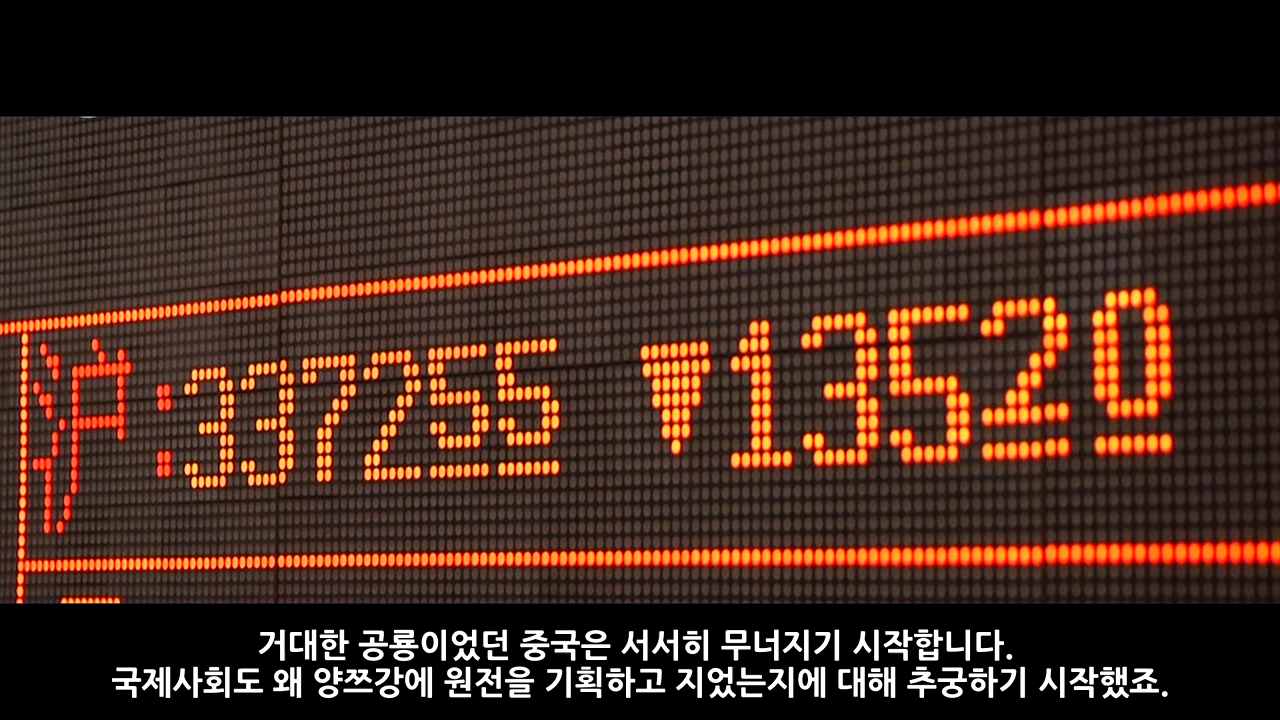 沪:337255 ▼13520
거대한 공룡이었던 중국은 서서히 무너지기 시작합니다.
국제사회도 왜 양쯔강에 원전을 기획하고 지었는지에 대해 추궁하기 시작했죠.